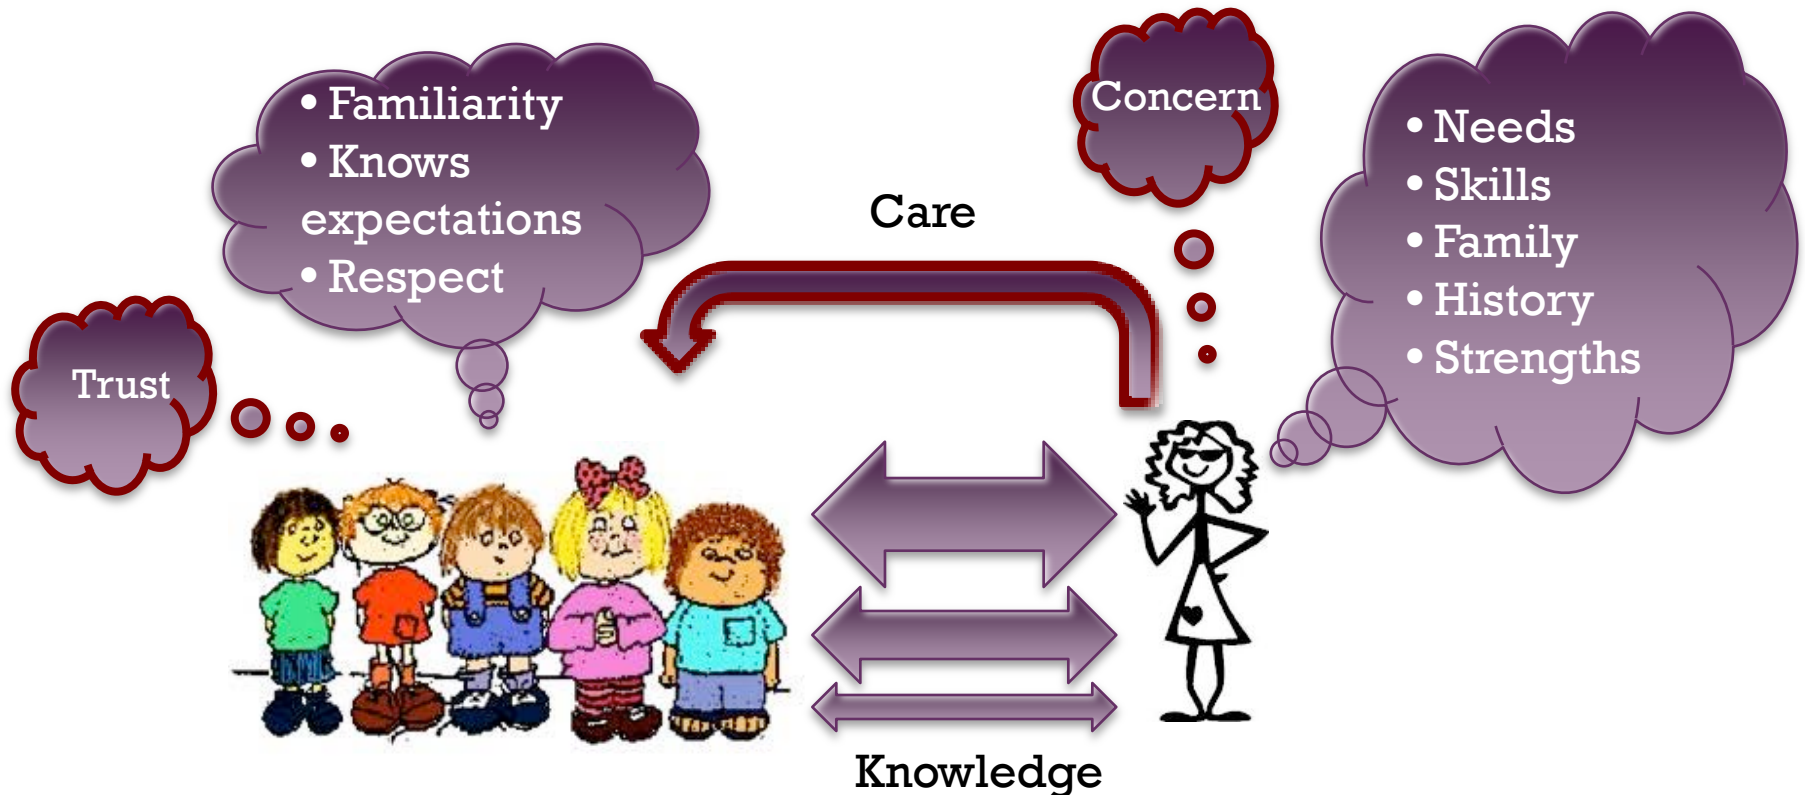 • Familiarity
• Knows
expectations
• Respect
Trust
Care
Concern
• Needs
• Skills
• Family
• History
• Strengths
Knowledge